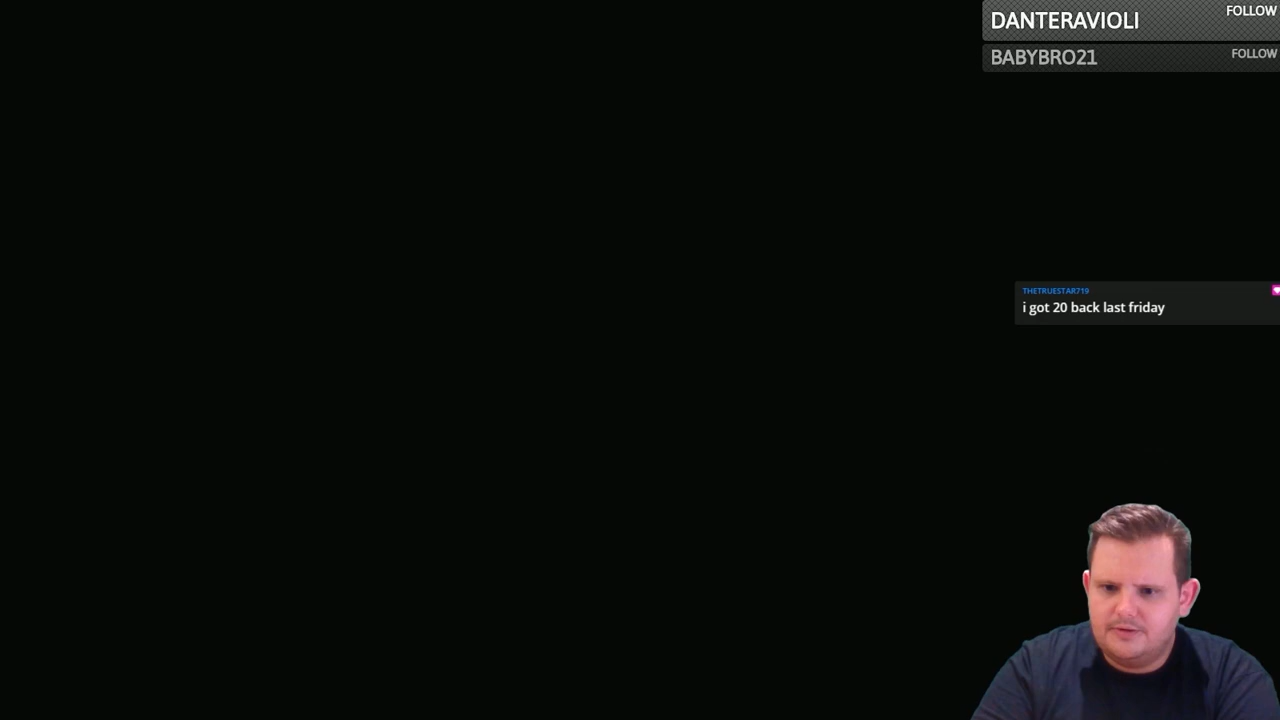 DANTERAVIOLI FOLLOW
BABYBRO21 FOLLOW
THETRUESTAR719
i got 20 back last friday